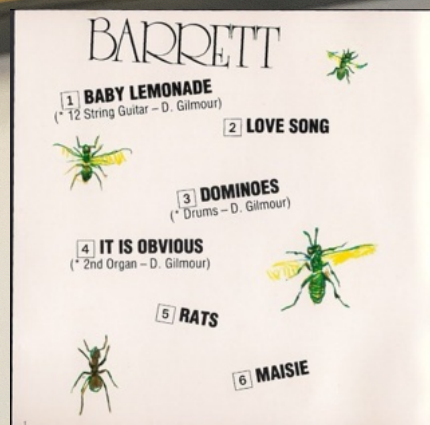 BARRETT
1 BABY LEMONADE
(* 12 String Guitar – D. Gilmour)
2 LOVE SONG
3 DOMINOES
(* Drums – D. Gilmour)
4 IT IS OBVIOUS
(* 2nd Organ – D. Gilmour)
5 RATS
6 MAISIE